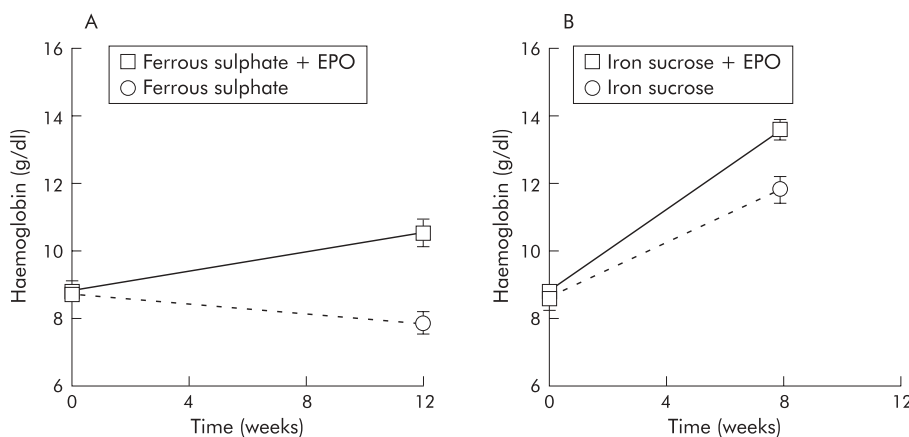 A
16
14
12
10
8
6
Haemoglobin (g/dl)
Ferrous sulphate + EPO
Ferrous sulphate
0
4
8
12
Time (weeks)
B
16
14
12
10
8
6
Haemoglobin (g/dl)
Iron sucrose + EPO
Iron sucrose
0
4
8
12
Time (weeks)